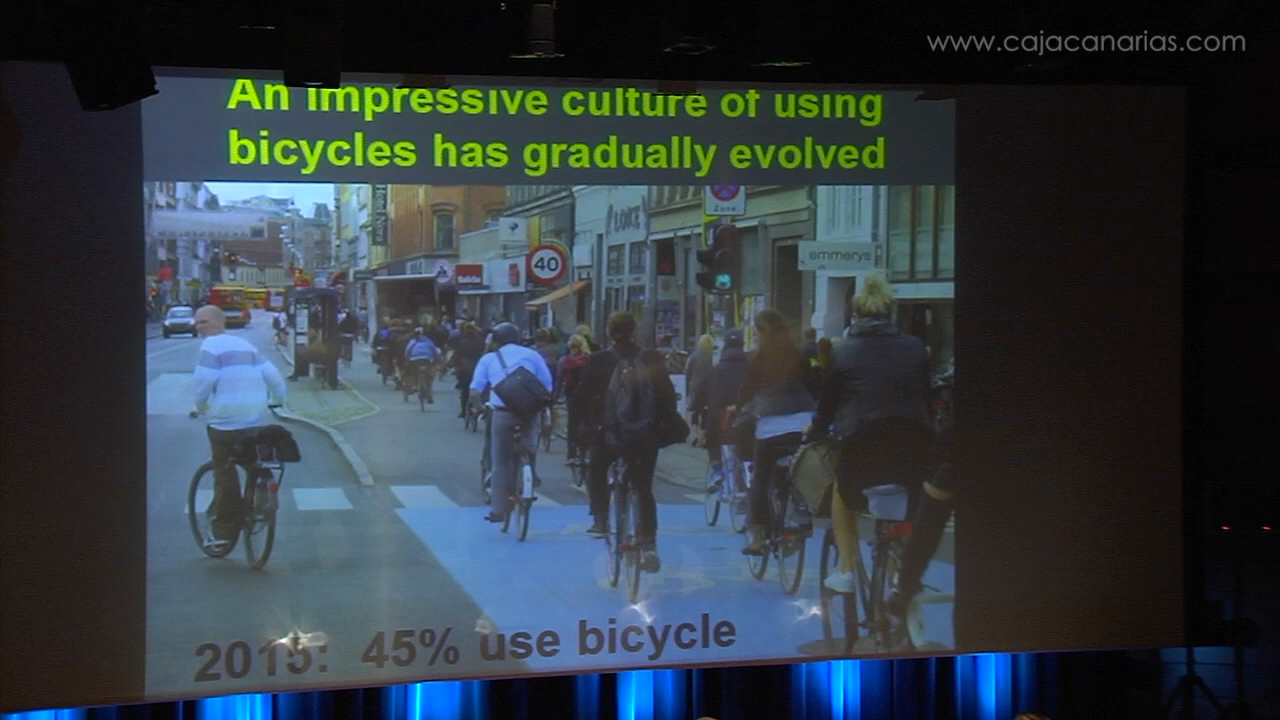 www.cajacanarias.com
An impressive culture of using
bicycles has gradually evolved
Zone
LOKE
40
emmerys
2015: 45% use bicycle